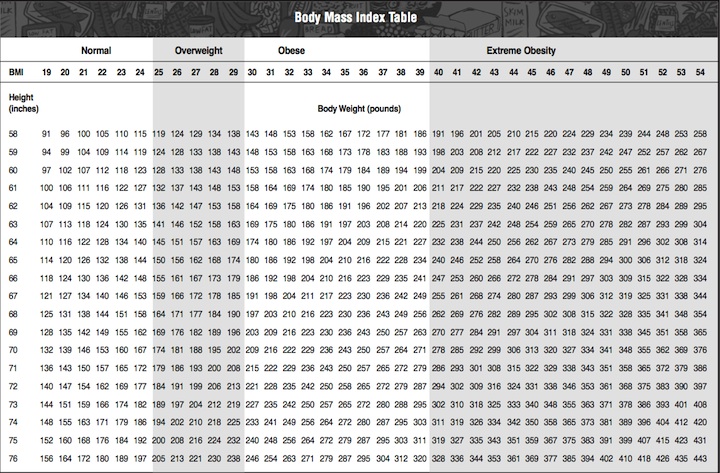 Body Mass Index Table
Normal Overweight Obese Extreme Obesity
BMI 19 20 21 22 23 24 25 26 27 28 29 30 31 32 33 34 35 36 37 38 39 40 41 42 43 44 45 46 47 48 49 50 51 52 53 54
Height
(inches) Body Weight (pounds)
58 91 96 100 105 110 115 119 124 129 134 138 143 148 153 158 162 167 172 177 181 186 191 196 201 205 210 215 220 224 229 234 239 244 248 253 258
59 94 99 104 109 114 119 124 128 133 138 143 148 153 158 163 168 173 178 183 188 193 198 203 208 212 217 222 227 232 237 242 247 252 257 262 267
60 97 102 107 112 118 123 128 133 138 143 148 153 158 163 168 174 179 184 189 194 199 204 209 215 220 225 230 235 240 245 250 255 261 266 271 276
61 100 106 111 116 122 127 132 137 143 148 153 158 164 169 174 180 185 190 195 201 206 211 217 222 227 232 238 243 248 254 259 264 269 275 280 285
62 104 109 115 120 126 131 136 142 147 153 158 164 169 175 180 186 191 196 202 207 213 218 224 229 235 240 246 251 256 262 267 273 278 284 289 295
63 107 113 118 124 130 135 141 146 152 158 163 169 175 180 186 191 197 203 208 214 220 225 231 237 242 248 254 259 265 270 278 282 287 293 299 304
64 110 116 122 128 134 140 145 151 157 163 169 174 180 186 192 197 204 209 215 221 227 232 238 244 250 256 262 267 273 279 285 291 296 302 308 314
65 114 120 126 132 138 144 150 156 162 168 174 180 186 192 198 204 210 216 222 228 234 240 246 252 258 264 270 276 282 288 294 300 306 312 318 324
66 118 124 130 136 142 148 155 161 167 173 179 186 192 198 204 210 216 223 229 235 241 247 253 260 266 272 278 284 291 297 303 309 315 322 328 334
67 121 127 134 140 146 153 159 166 172 178 185 191 198 204 211 217 223 230 236 242 249 255 261 268 274 280 287 293 299 306 312 319 325 331 338 344
68 125 131 138 144 151 158 164 171 177 184 190 197 203 210 216 223 230 236 243 249 256 262 269 276 282 289 295 302 308 315 322 328 335 341 348 354
69 128 135 142 149 155 162 169 176 182 189 196 203 209 216 223 230 236 243 250 257 263 270 277 284 291 297 304 311 318 324 331 338 345 351 358 365
70 132 139 146 153 160 167 174 181 188 195 202 209 216 222 229 236 243 250 257 264 271 278 285 292 299 306 313 320 327 334 341 348 355 362 369 376
71 136 143 150 157 165 172 179 186 193 200 208 215 222 229 236 243 250 257 265 272 279 286 293 301 308 315 322 329 338 343 351 358 365 372 379 386
72 140 147 154 162 169 177 184 191 199 206 213 221 228 235 242 250 258 265 272 279 287 294 302 309 316 324 331 338 346 353 361 368 375 383 390 397
73 144 151 159 166 174 182 189 197 204 212 219 227 235 242 250 257 265 272 280 288 295 302 310 318 325 333 340 348 355 363 371 378 386 393 401 408
74 148 155 163 171 179 186 194 202 210 218 225 233 241 249 256 264 272 280 287 295 303 311 319 326 334 342 350 358 365 373 381 389 396 404 412 420
75 152 160 168 176 184 192 200 208 216 224 232 240 248 256 264 272 279 287 295 303 311 319 327 335 343 351 359 367 375 383 391 399 407 415 423 431
76 156 164 172 180 189 197 205 213 221 230 238 246 254 263 271 279 287 295 304 312 320 328 336 344 353 361 369 377 385 394 402 410 418 426 435 443